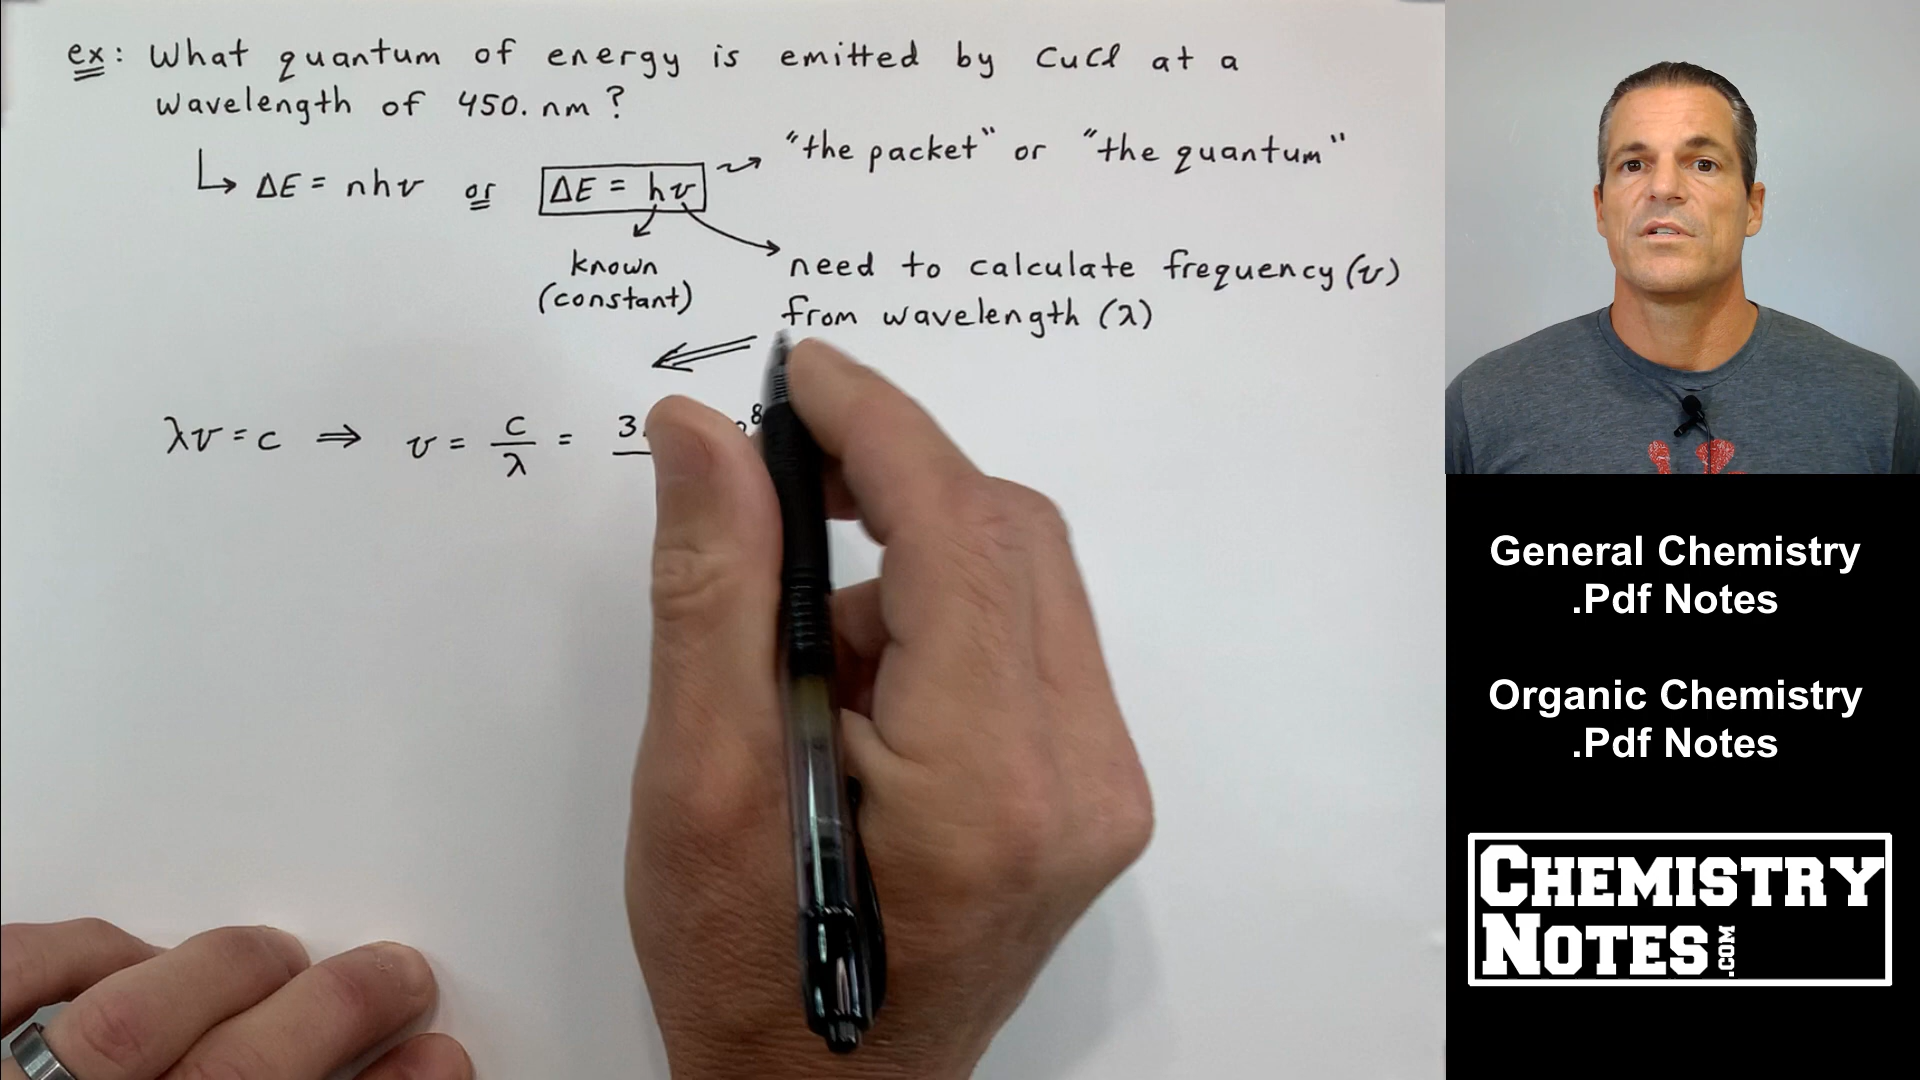 ex: What quantum of energy is emitted by CuCl at a
wavelength of 450. nm?
"the packet" or "the quantum"
↳ ΔE = nhν or ΔE = hν
known
(constant)
need to calculate frequency (ν)
from wavelength (λ)
λν = c ⇒ ν = c/λ = 3
8
General Chemistry
.Pdf Notes
Organic Chemistry
.Pdf Notes
CHEMISTRY
NOTES.COM